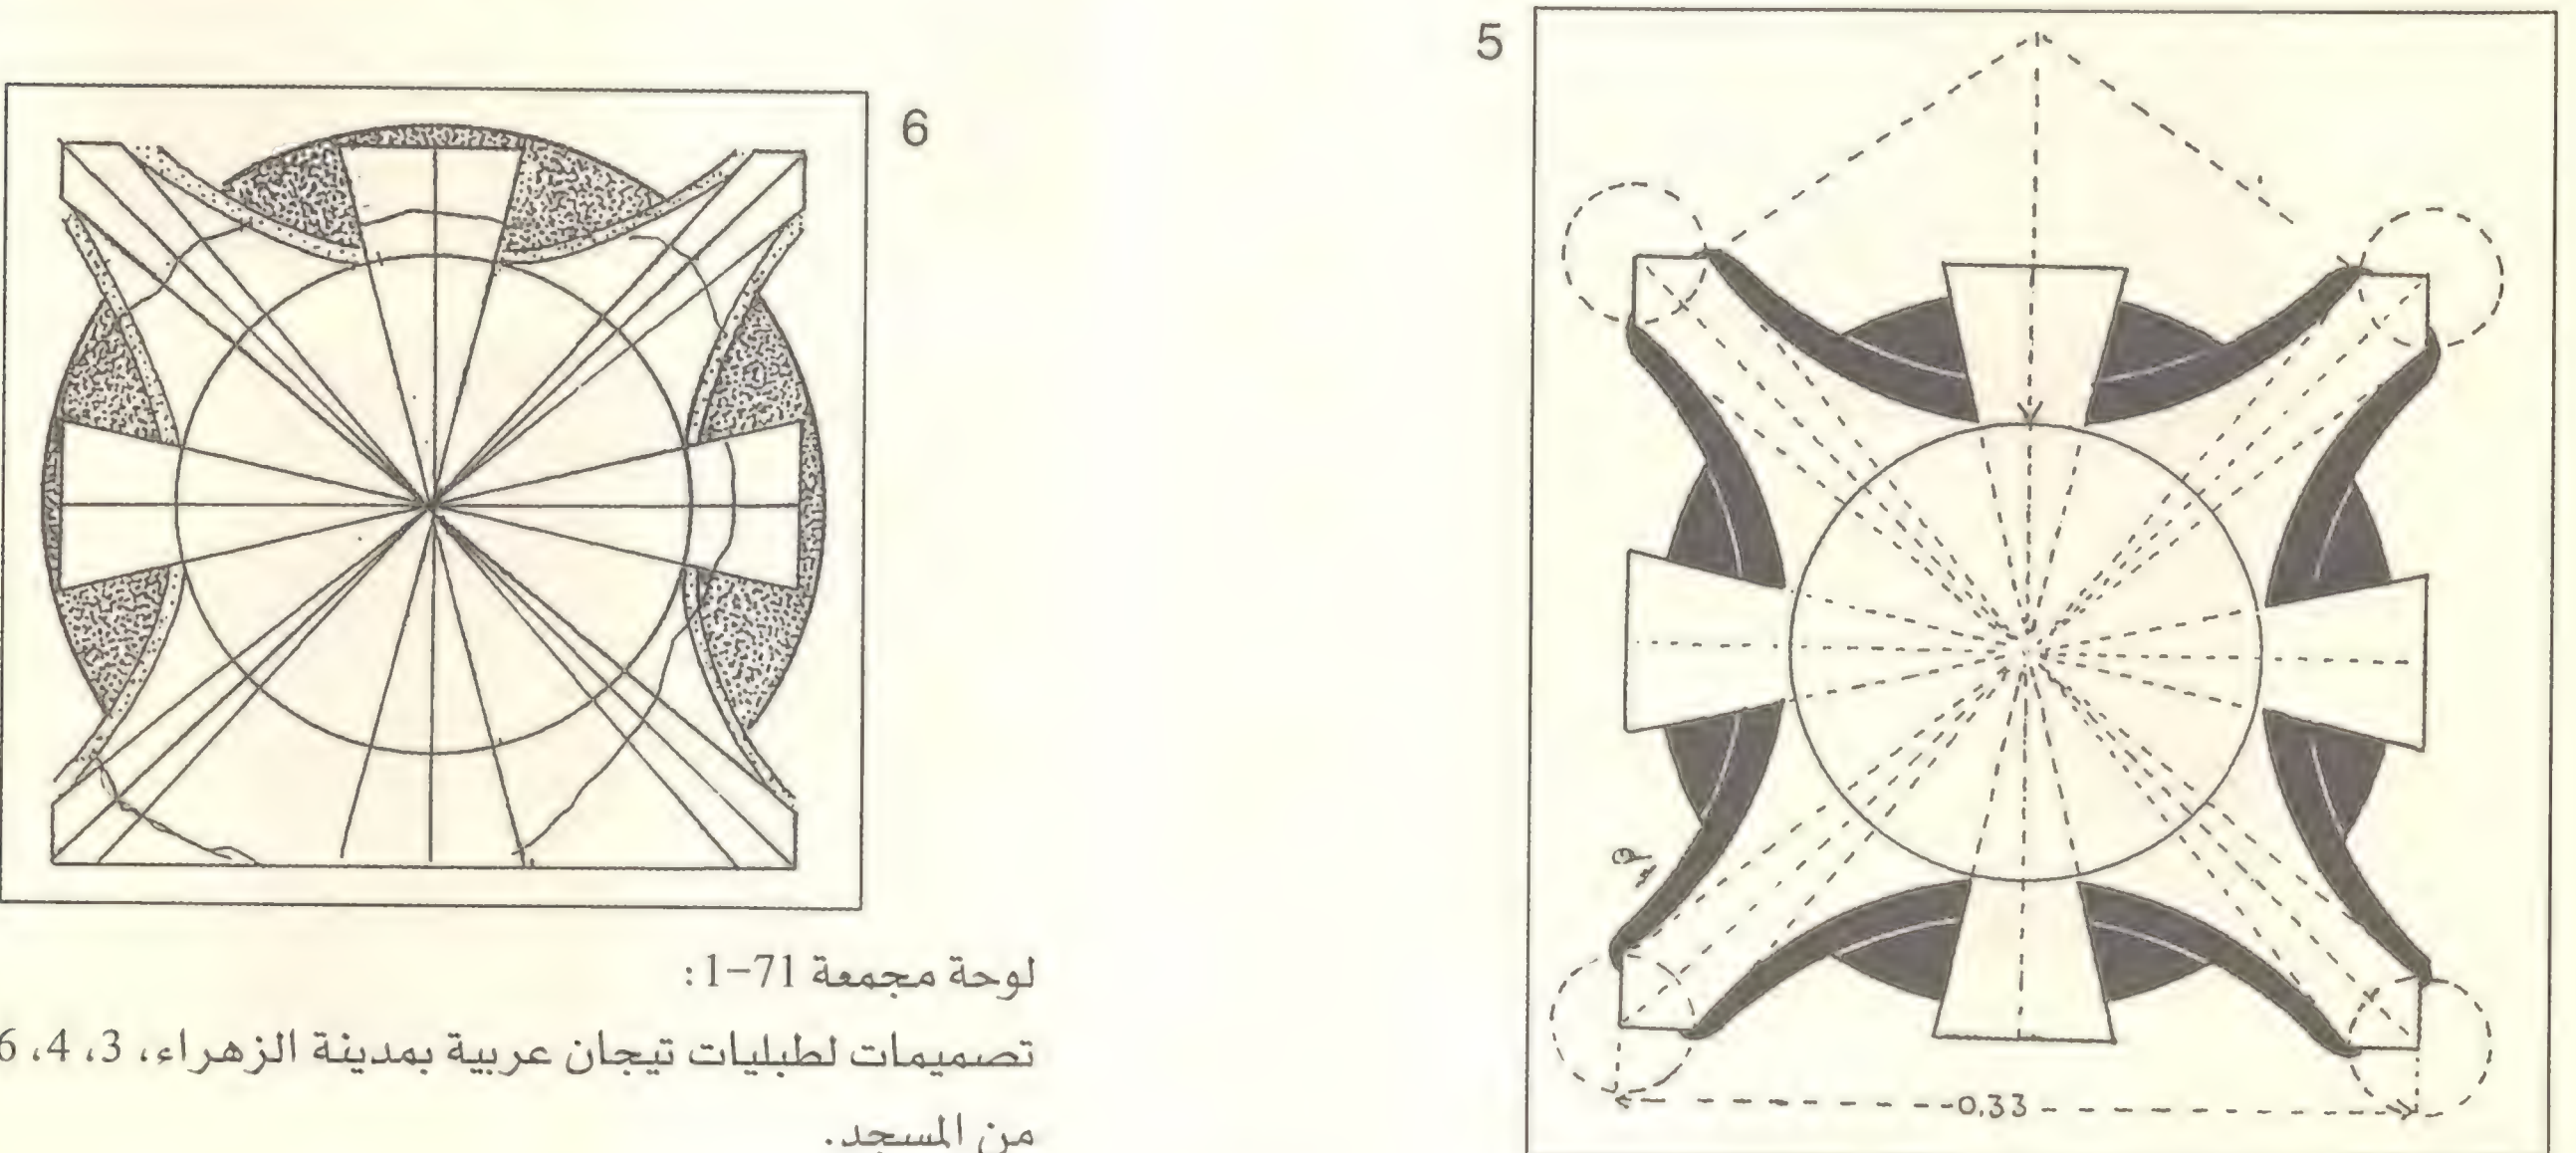 5
6
0.33
لوحة مجمعة 71-1:
تصميمات لطبليات تيجان عربية بمدينة الزهراء، 3، 4، 6
من المسجد.